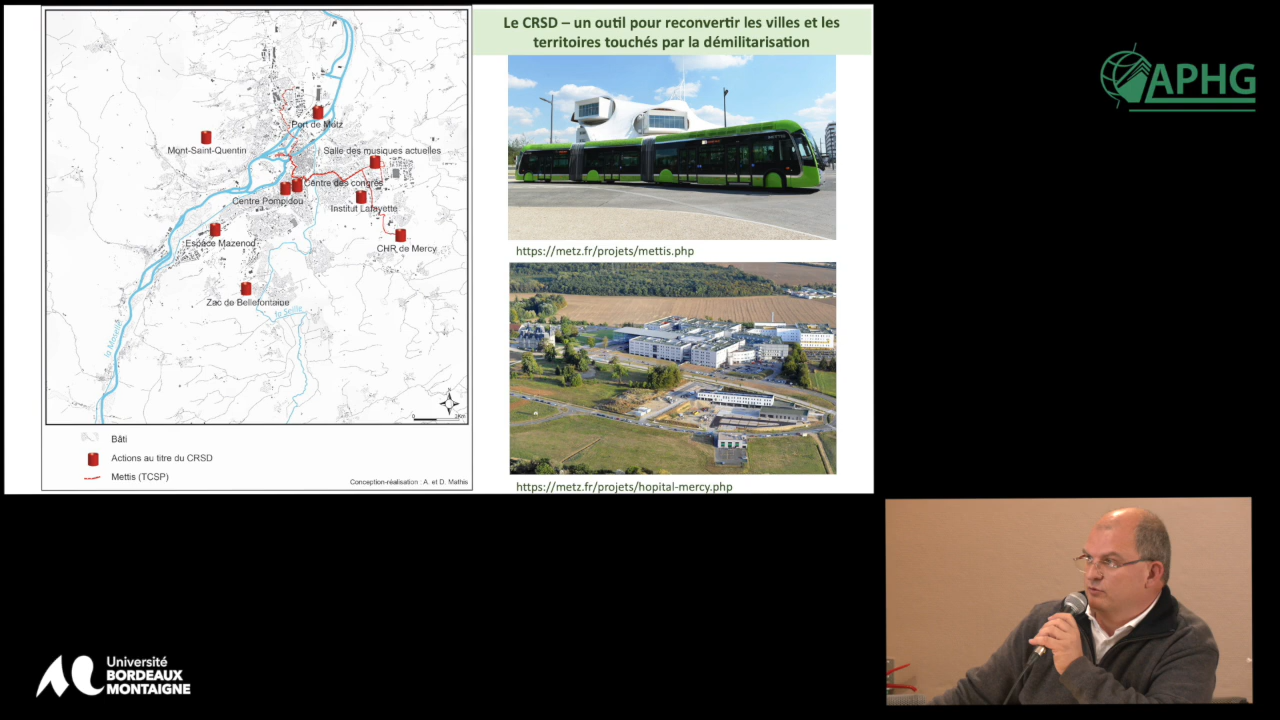 Le CRSD – un outil pour reconvertir les villes et les
territoires touchés par la démilitarisation
Port de Metz
Mont-Saint-Quentin
Salle des musiques actuelles
Centre des congrès
Centre Pompidou
Institut Lafayette
Espace Mazenod
CHR de Mercy
Zac de Bellefontaine
la Seille
la Moselle
N
0
1Km
Bâti
Actions au titre du CRSD
Mettis (TCSP)
Conception-réalisation : A. et D. Mathis
https://metz.fr/projets/mettis.php
https://metz.fr/projets/hopital-mercy.php
APHG
Université
BORDEAUX
MONTAIGNE